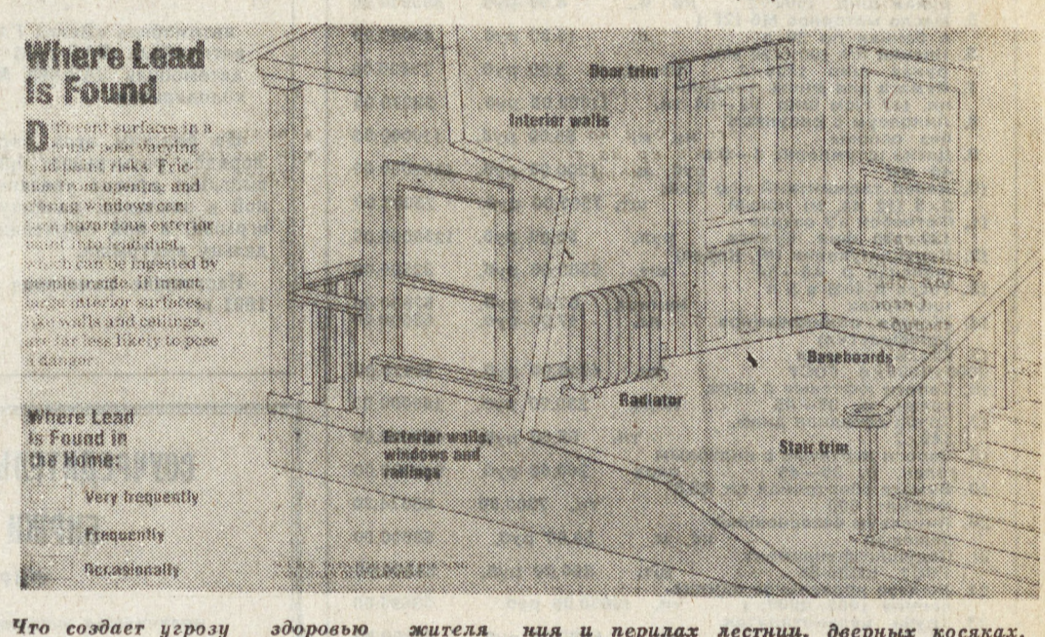 Where Lead
Is Found
Different surfaces in a
home pose varying
lead-paint risks. Fric-
tion from opening and
closing windows can
turn hazardous exterior
paint into lead dust,
which can be ingested by
people inside. If intact,
large interior surfaces,
like walls and ceilings,
are far less likely to pose
a danger.
Where Lead
is Found in
the Home:
Very frequently
Frequently
Occasionally
Door trim
Interior walls
Baseboards
Radiator
Exterior walls,
windows and
railings
Stair trim
Что создает угрозу здоровью жителя
ния и перилах лестниц, дверных косяках,